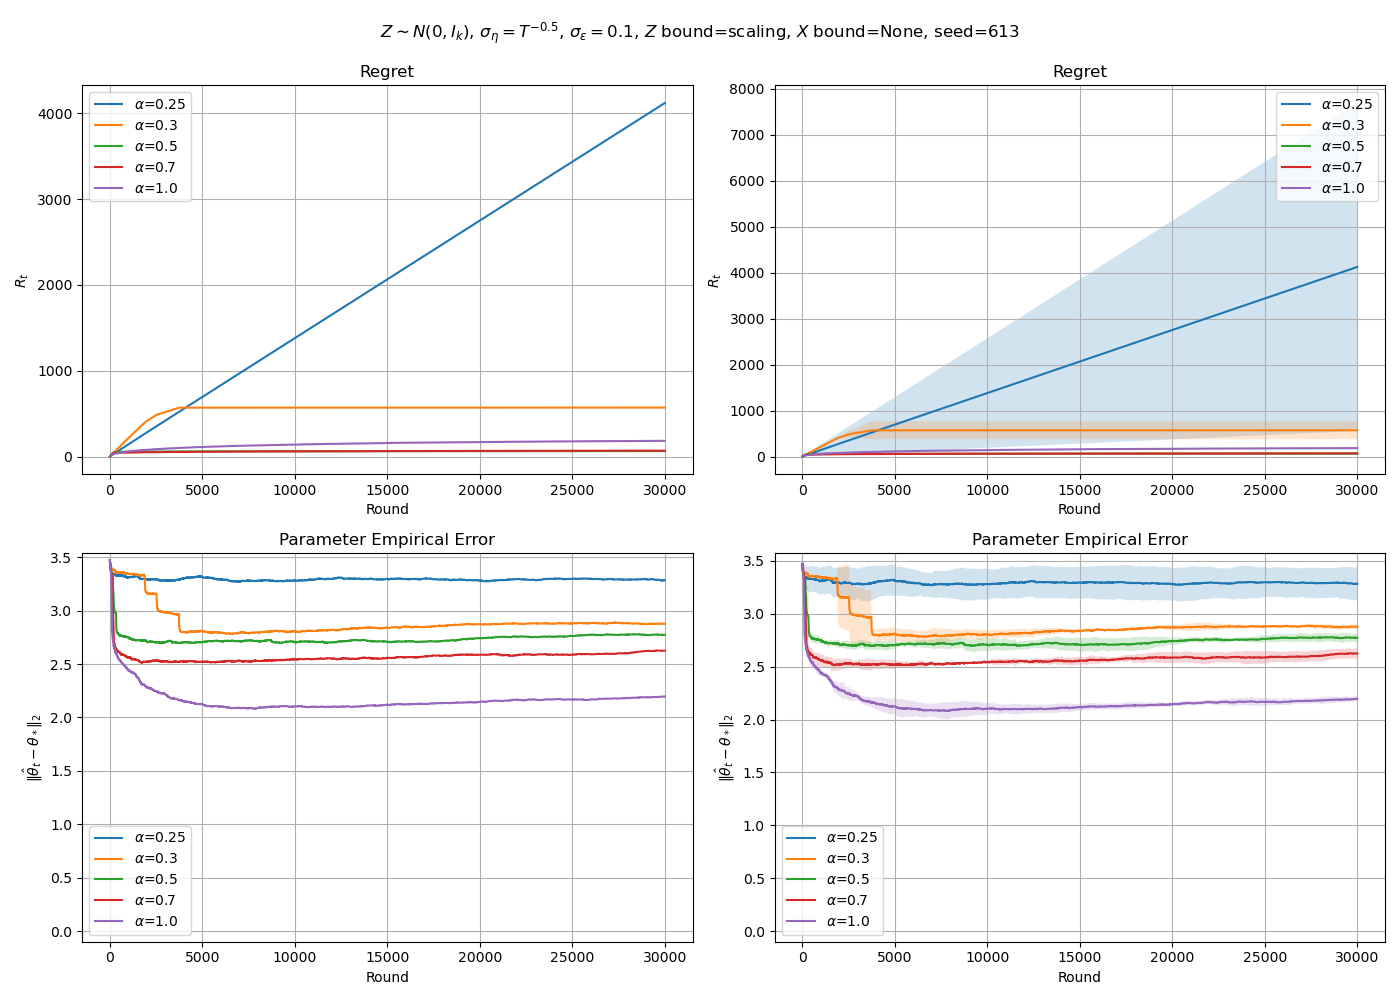 Z ∼ N(0, I_k), σ_η = T^{−0.5}, σ_ε = 0.1, Z bound=scaling, X bound=None, seed=613
Regret
R_t
4000
3000
2000
1000
0
α=0.25
α=0.3
α=0.5
α=0.7
α=1.0
0 5000 10000 15000 20000 25000 30000
Round
Regret
R_t
8000
7000
6000
5000
4000
3000
2000
1000
0
α=0.25
α=0.3
α=0.5
α=0.7
α=1.0
0 5000 10000 15000 20000 25000 30000
Round
Parameter Empirical Error
‖θ̂_t − θ_*‖_2
3.5
3.0
2.5
2.0
1.5
1.0
0.5
0.0
α=0.25
α=0.3
α=0.5
α=0.7
α=1.0
0 5000 10000 15000 20000 25000 30000
Round
Parameter Empirical Error
‖θ̂_t − θ_*‖_2
3.5
3.0
2.5
2.0
1.5
1.0
0.5
0.0
α=0.25
α=0.3
α=0.5
α=0.7
α=1.0
0 5000 10000 15000 20000 25000 30000
Round